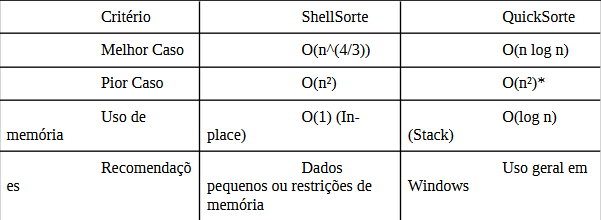 Critério ShellSorte QuickSorte
Melhor Caso O(n^(4/3)) O(n log n)
Pior Caso O(n²) O(n²)*
Uso de memória O(1) (In-place) O(log n) (Stack)
Recomendações Dados pequenos ou restrições de memória Uso geral em Windows